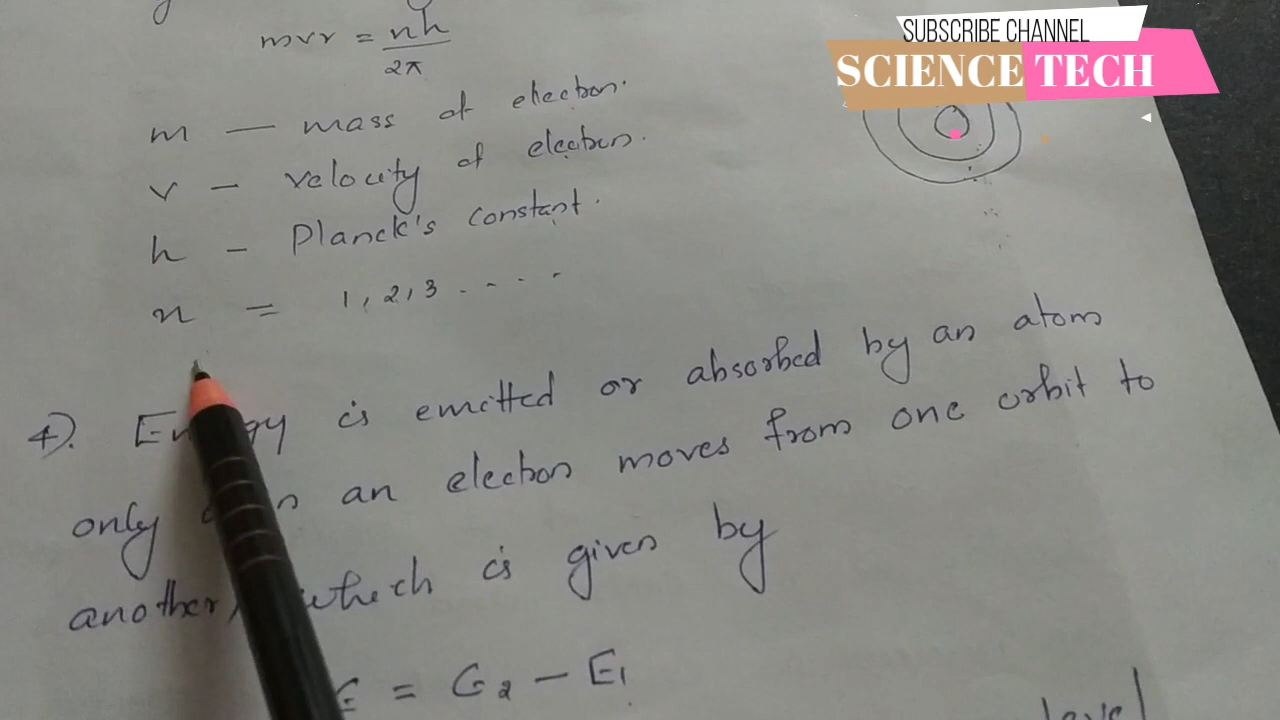 SUBSCRIBE CHANNEL
SCIENCE TECH
mvr = nh
2π
m — mass of electron.
v — velocity of electron.
h - Planck's constant.
n = 1, 2, 3 - - - -
4). Energy is emitted or absorbed by an atom
only an electron moves from one orbit to
another, which is given by
E = E2 - E1
level